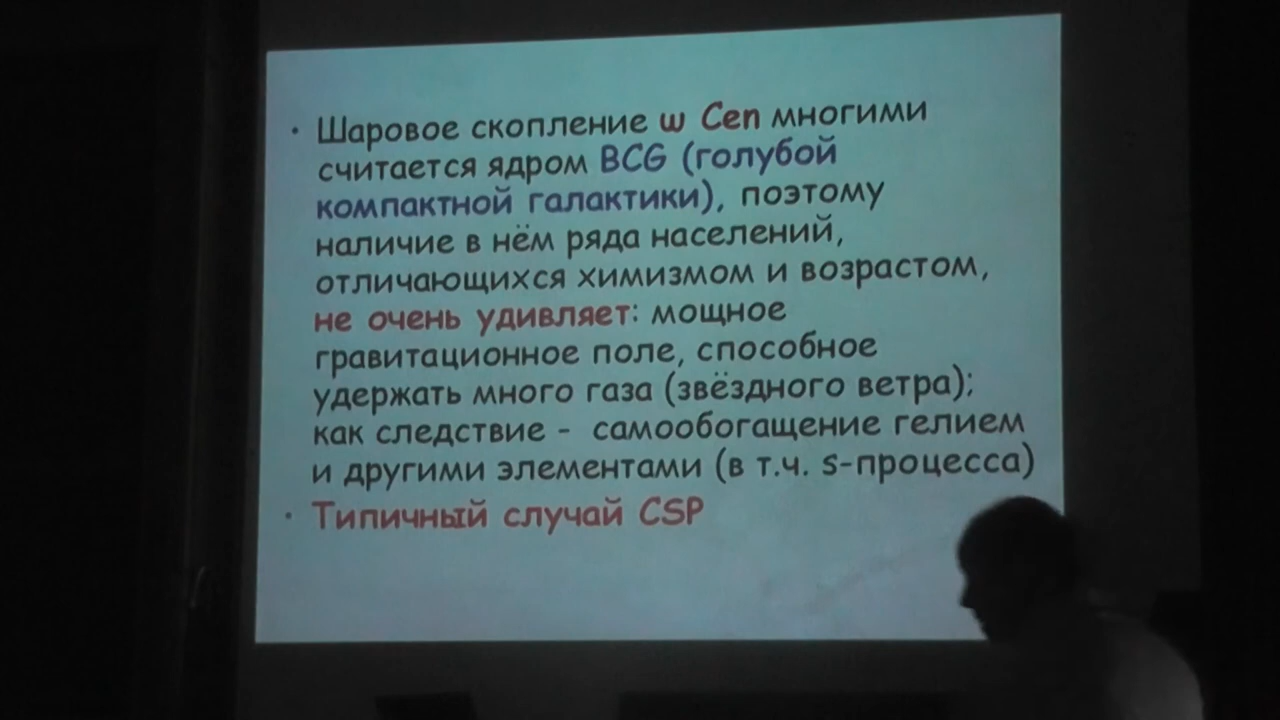 • Шаровое скопление ω Cen многими
считается ядром BCG (голубой
компактной галактики), поэтому
наличие в нём ряда населений,
отличающихся химизмом и возрастом,
не очень удивляет: мощное
гравитационное поле, способное
удержать много газа (звёздного ветра);
как следствие - самообогащение гелием
и другими элементами (в т.ч. s-процесса)
• Типичный случай CSP